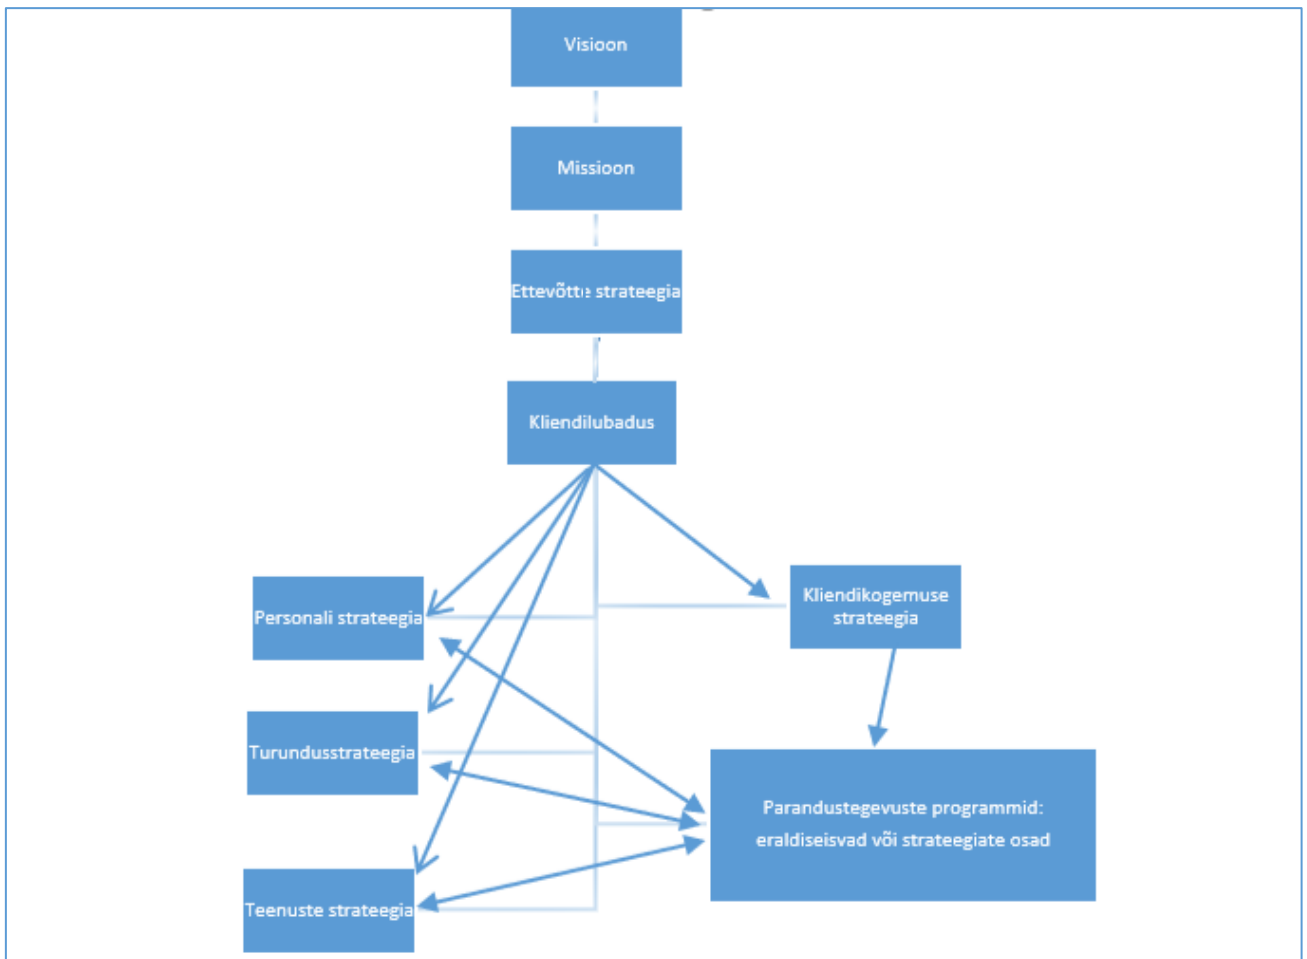 Visioon
Missioon
Ettevõtte strateegia
Kliendilubadus
Personali strateegia
Kliendikogemuse
strateegia
Turundusstrateegia
Parandustegevuste programmid:
eraldiseisvad või strateegiate osad
Teenuste strateegia